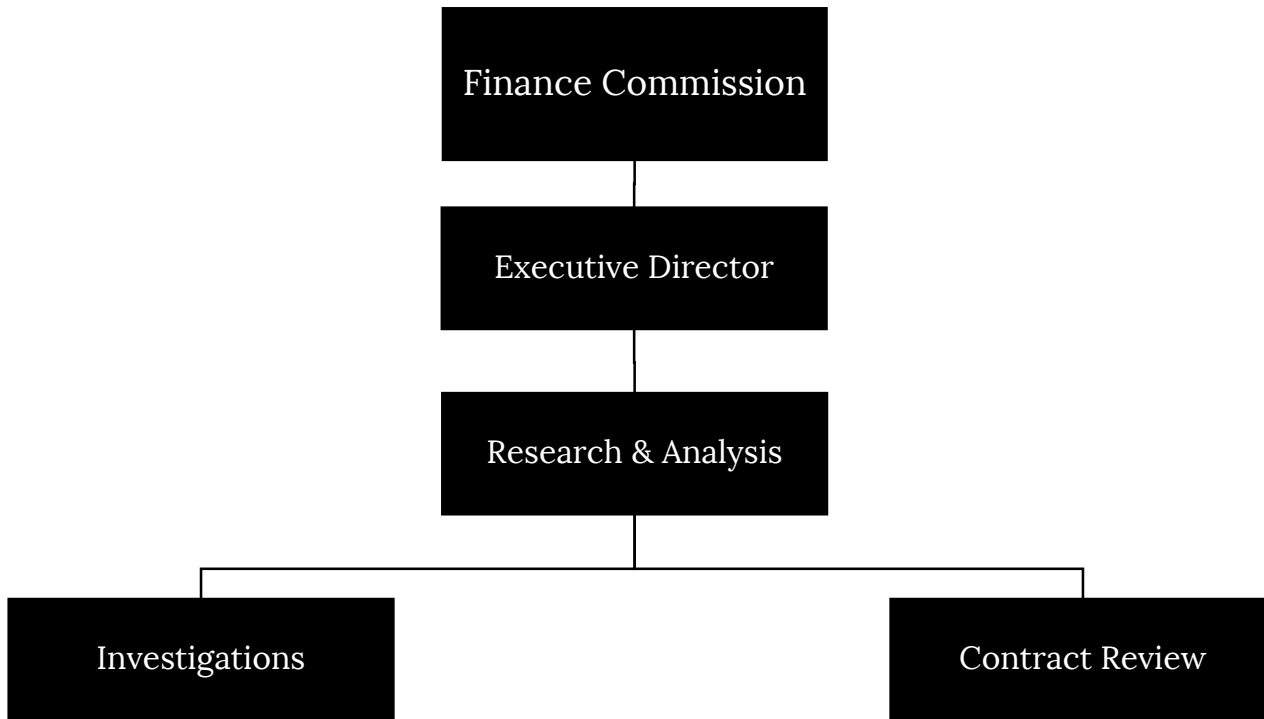 Finance Commission
Executive Director
Research & Analysis
Investigations
Contract Review